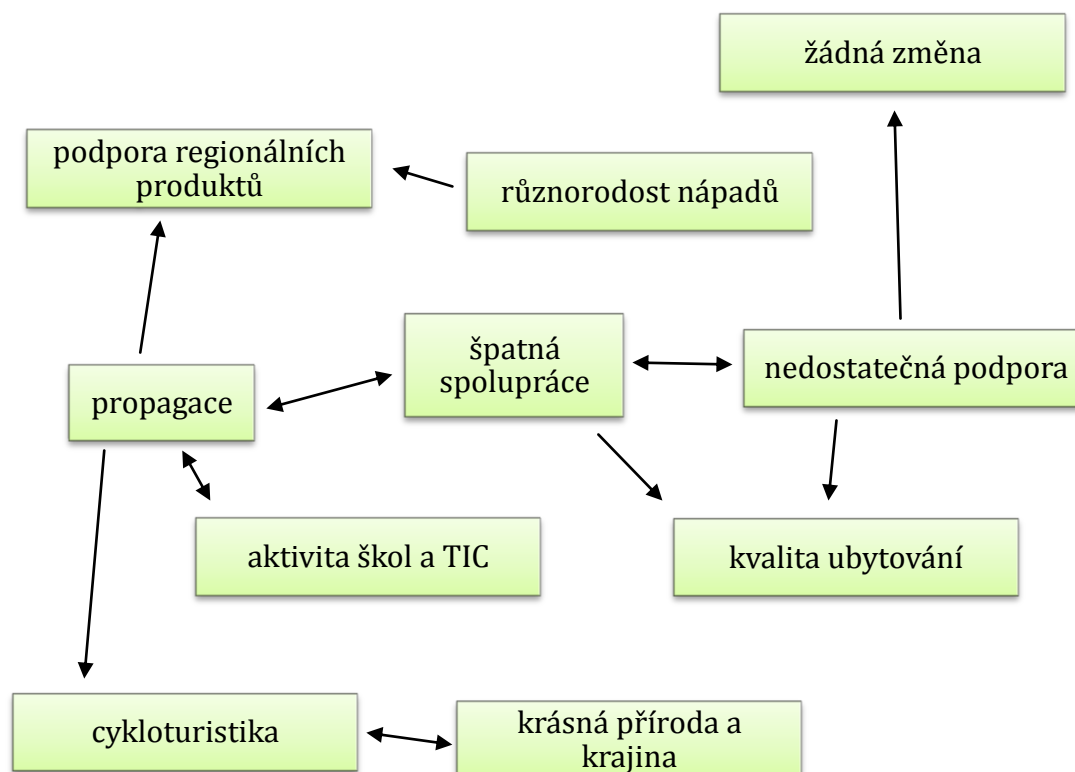 žádná změna
podpora regionálních
produktů
různorodost nápadů
špatná
spolupráce
nedostatečná podpora
propagace
aktivita škol a TIC
kvalita ubytování
cykloturistika
krásná příroda a
krajina